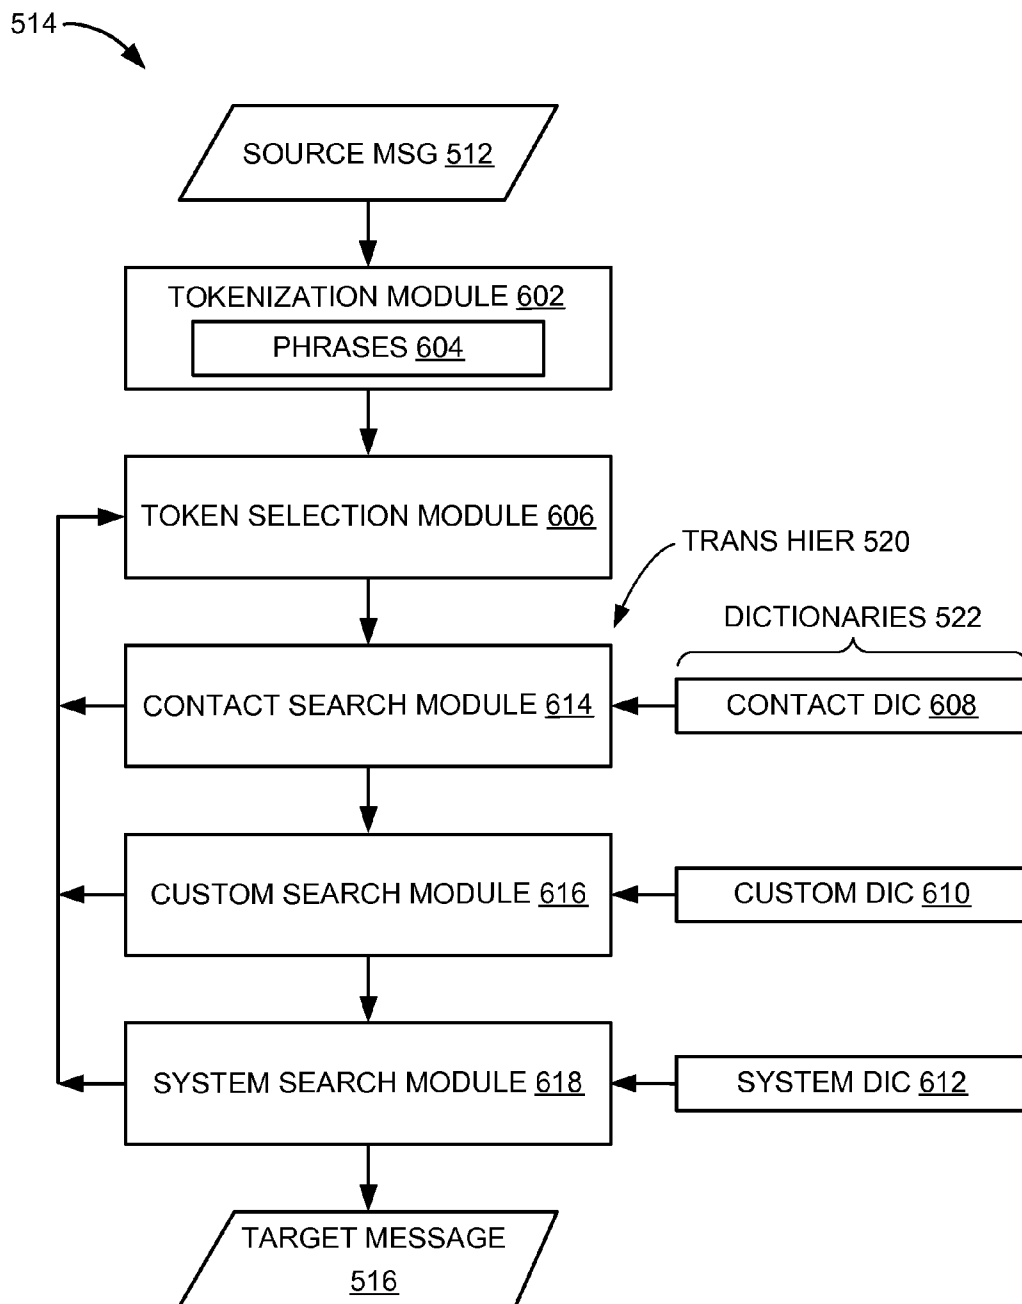 514
SOURCE MSG 512
TOKENIZATION MODULE 602
PHRASES 604
TOKEN SELECTION MODULE 606
TRANS HIER 520
DICTIONARIES 522
CONTACT SEARCH MODULE 614
CONTACT DIC 608
CUSTOM SEARCH MODULE 616
CUSTOM DIC 610
SYSTEM SEARCH MODULE 618
SYSTEM DIC 612
TARGET MESSAGE
516